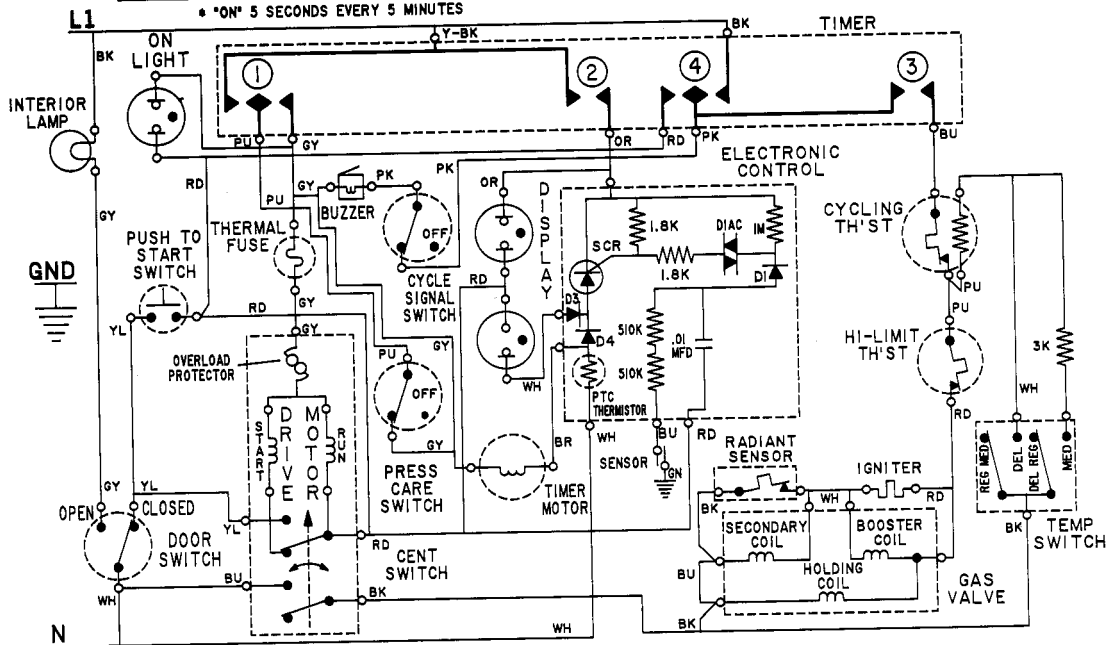 * "ON" 5 SECONDS EVERY 5 MINUTES
L1
BK
Y-BK
BK
TIMER
ON
LIGHT
BK
1
2
4
3
INTERIOR
LAMP
PU
GY
OR
RD
PK
BU
ELECTRONIC
CONTROL
RD
GY
PU
GY
PK
PK
BUZZER
OFF
OR
DISPLAY
1.8K
DIAC
1M
SCR
1.8K
D1
CYCLING
TH'ST
PU
PU
THERMAL
FUSE
PUSH TO
START
SWITCH
GND
CYCLE
SIGNAL
SWITCH
RD
D3
D4
510K
.01
MFD
510K
HI-LIMIT
TH'ST
3K
YL
RD
GY
GY
OVERLOAD
PROTECTOR
PU
OFF
GY
WH
PTC
THERMISTOR
WH
RD
DRIVE
MOTOR
START
RUN
GY
BR
WH
BU
RD
SENSOR
GN
RADIANT
SENSOR
IGNITER
REG MED
DEL
DEL REG
MED
GY
YL
YL
PRESS
CARE
SWITCH
TIMER
MOTOR
BK
WH
RD
BK
TEMP
SWITCH
OPEN
CLOSED
DOOR
SWITCH
RD
CENT
SWITCH
SECONDARY
COIL
BOOSTER
COIL
HOLDING
COIL
BU
GAS
VALVE
WH
BU
BK
BK
N
WH